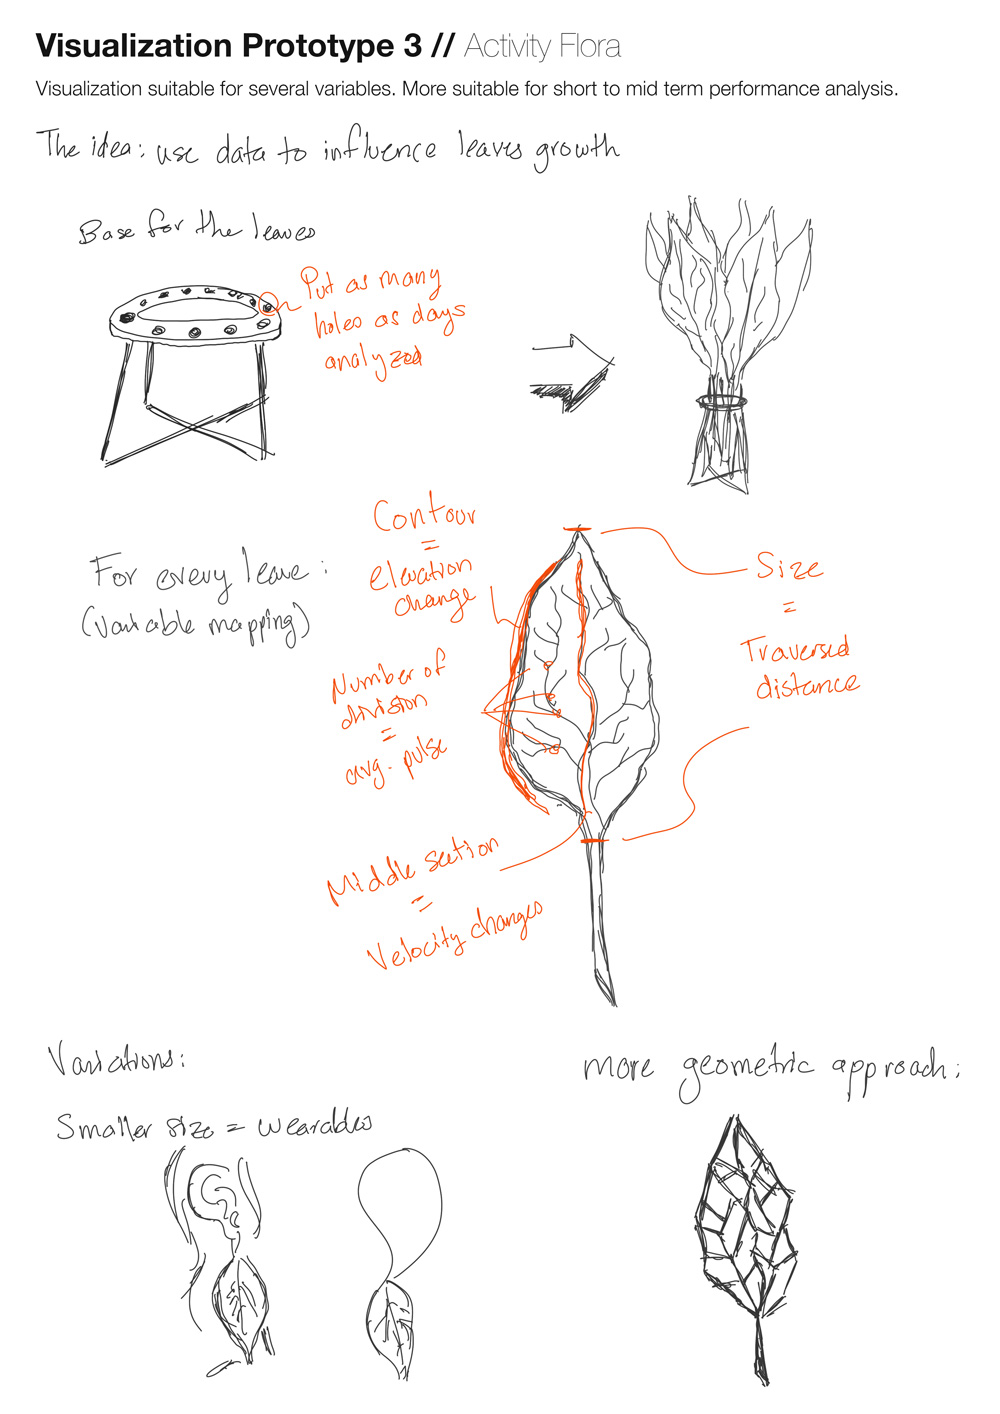 Visualization Prototype 3 // Activity Flora
Visualization suitable for several variables. More suitable for short to mid term performance analysis.
The idea: use data to influence leaves growth
Base for the leaves
Put as many
holes as days
analyzed
For every leave:
(variable mapping)
Contour
=
elevation
change
Size
=
Traversed
distance
Number of
division
=
avg. pulse
Middle section
=
Velocity changes
Variations:
Smaller size = wearables
more geometric approach: